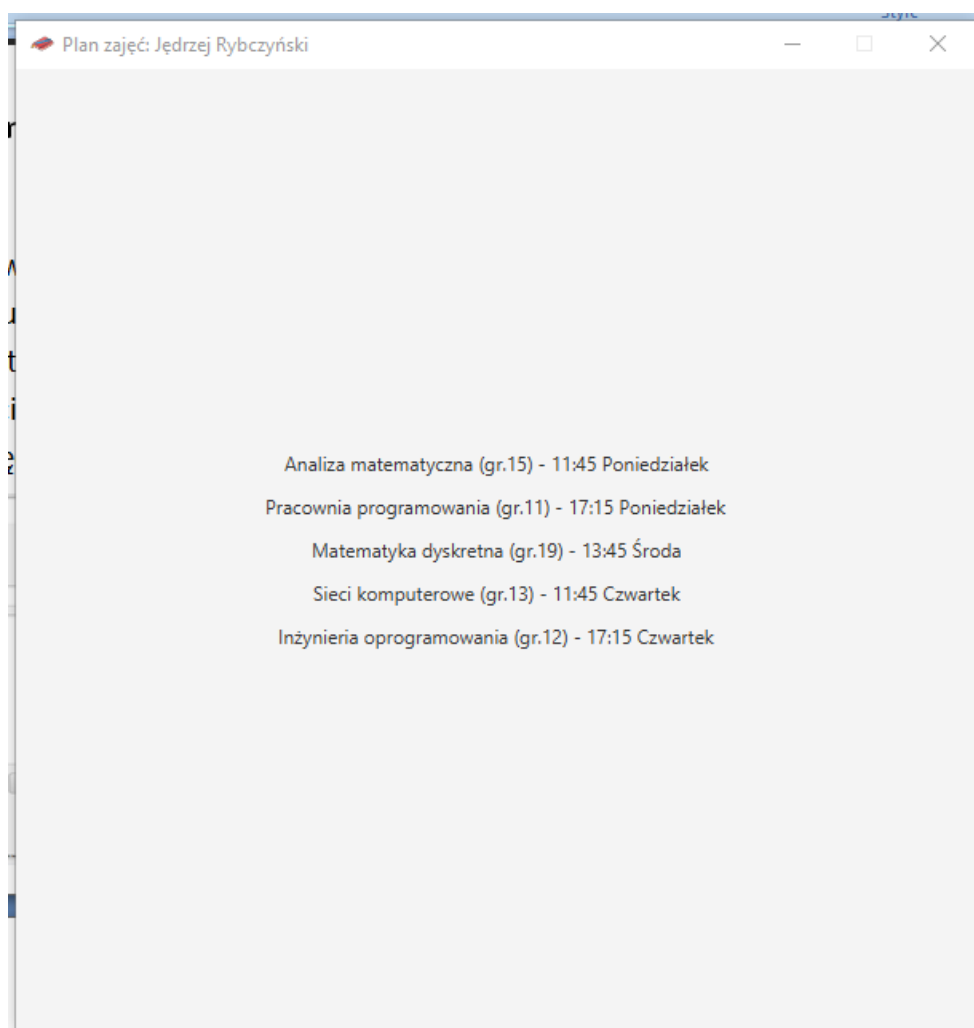 Plan zajęć: Jędrzej Rybczyński
Analiza matematyczna (gr.15) - 11:45 Poniedziałek
Pracownia programowania (gr.11) - 17:15 Poniedziałek
Matematyka dyskretna (gr.19) - 13:45 Środa
Sieci komputerowe (gr.13) - 11:45 Czwartek
Inżynieria oprogramowania (gr.12) - 17:15 Czwartek